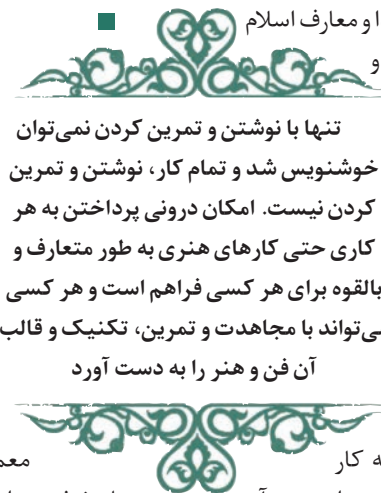 ا و معارف اسلام
و
تنها با نوشتن و تمرین کردن نمی‌توان
خوشنویس شد و تمام کار، نوشتن و تمرین
کردن نیست. امکان درونی پرداختن به هر
کاری حتی کارهای هنری به طور متعارف و
بالقوه برای هر کسی فراهم است و هر کسی
می‌تواند با مجاهدت و تمرین، تکنیک و قالب
آن فن و هنر را به دست آورد
ه کار
معم